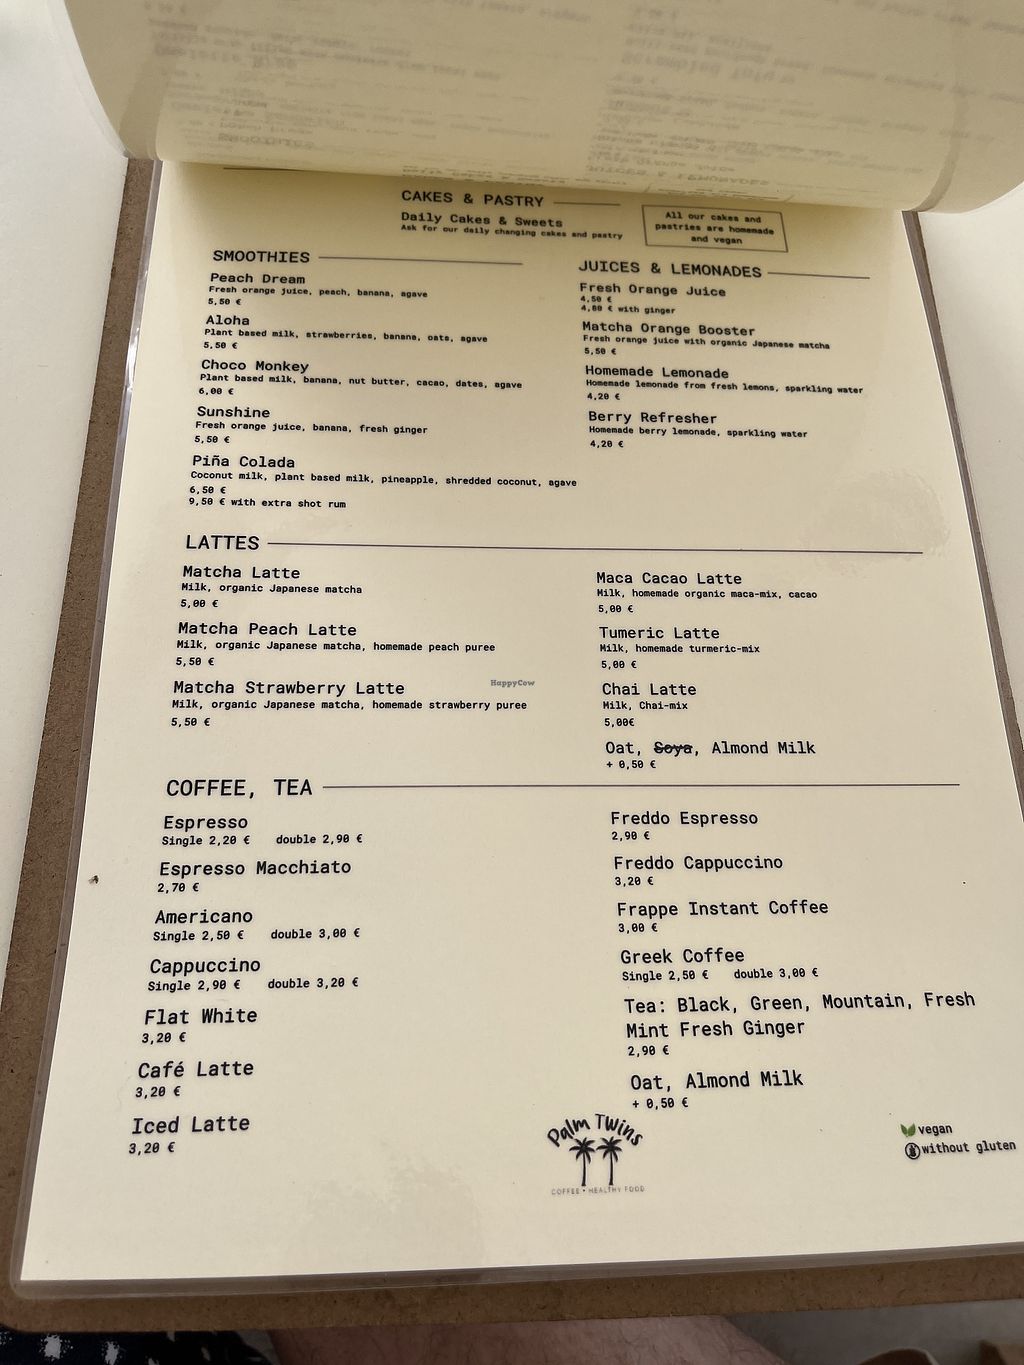 CAKES & PASTRY
Daily Cakes & Sweets
Ask for our daily changing cakes and pastry
All our cakes and
pastries are homemade
and vegan
SMOOTHIES
Peach Dream
Fresh orange juice, peach, banana, agave
5,50 €
Aloha
Plant based milk, strawberries, banana, oats, agave
5,50 €
Choco Monkey
Plant based milk, banana, nut butter, cacao, dates, agave
6,00 €
Sunshine
Fresh orange juice, banana, fresh ginger
5,50 €
Piña Colada
Coconut milk, plant based milk, pineapple, shredded coconut, agave
6,50 €
9,50 € with extra shot rum
JUICES & LEMONADES
Fresh Orange Juice
4,50 €
4,80 € with ginger
Matcha Orange Booster
Fresh orange juice with organic Japanese matcha
5,50 €
Homemade Lemonade
Homemade lemonade from fresh lemons, sparkling water
4,20 €
Berry Refresher
Homemade berry lemonade, sparkling water
4,20 €
LATTES
Matcha Latte
Milk, organic Japanese matcha
5,00 €
Matcha Peach Latte
Milk, organic Japanese matcha, homemade peach puree
5,50 €
Matcha Strawberry Latte
Milk, organic Japanese matcha, homemade strawberry puree
5,50 €
Maca Cacao Latte
Milk, homemade organic maca-mix, cacao
5,00 €
Tumeric Latte
Milk, homemade turmeric-mix
5,00 €
Chai Latte
Milk, Chai-mix
5,00€
Oat, Soya, Almond Milk
+ 0,50 €
HappyCow
COFFEE, TEA
Espresso
Single 2,20 € double 2,90 €
Espresso Macchiato
2,70 €
Americano
Single 2,50 € double 3,00 €
Cappuccino
Single 2,90 € double 3,20 €
Flat White
3,20 €
Café Latte
3,20 €
Iced Latte
3,20 €
Freddo Espresso
2,90 €
Freddo Cappuccino
3,20 €
Frappe Instant Coffee
3,00 €
Greek Coffee
Single 2,50 € double 3,00 €
Tea: Black, Green, Mountain, Fresh
Mint Fresh Ginger
2,90 €
Oat, Almond Milk
+ 0,50 €
Palm Twins
COFFEE • HEALTHY FOOD
vegan
without gluten